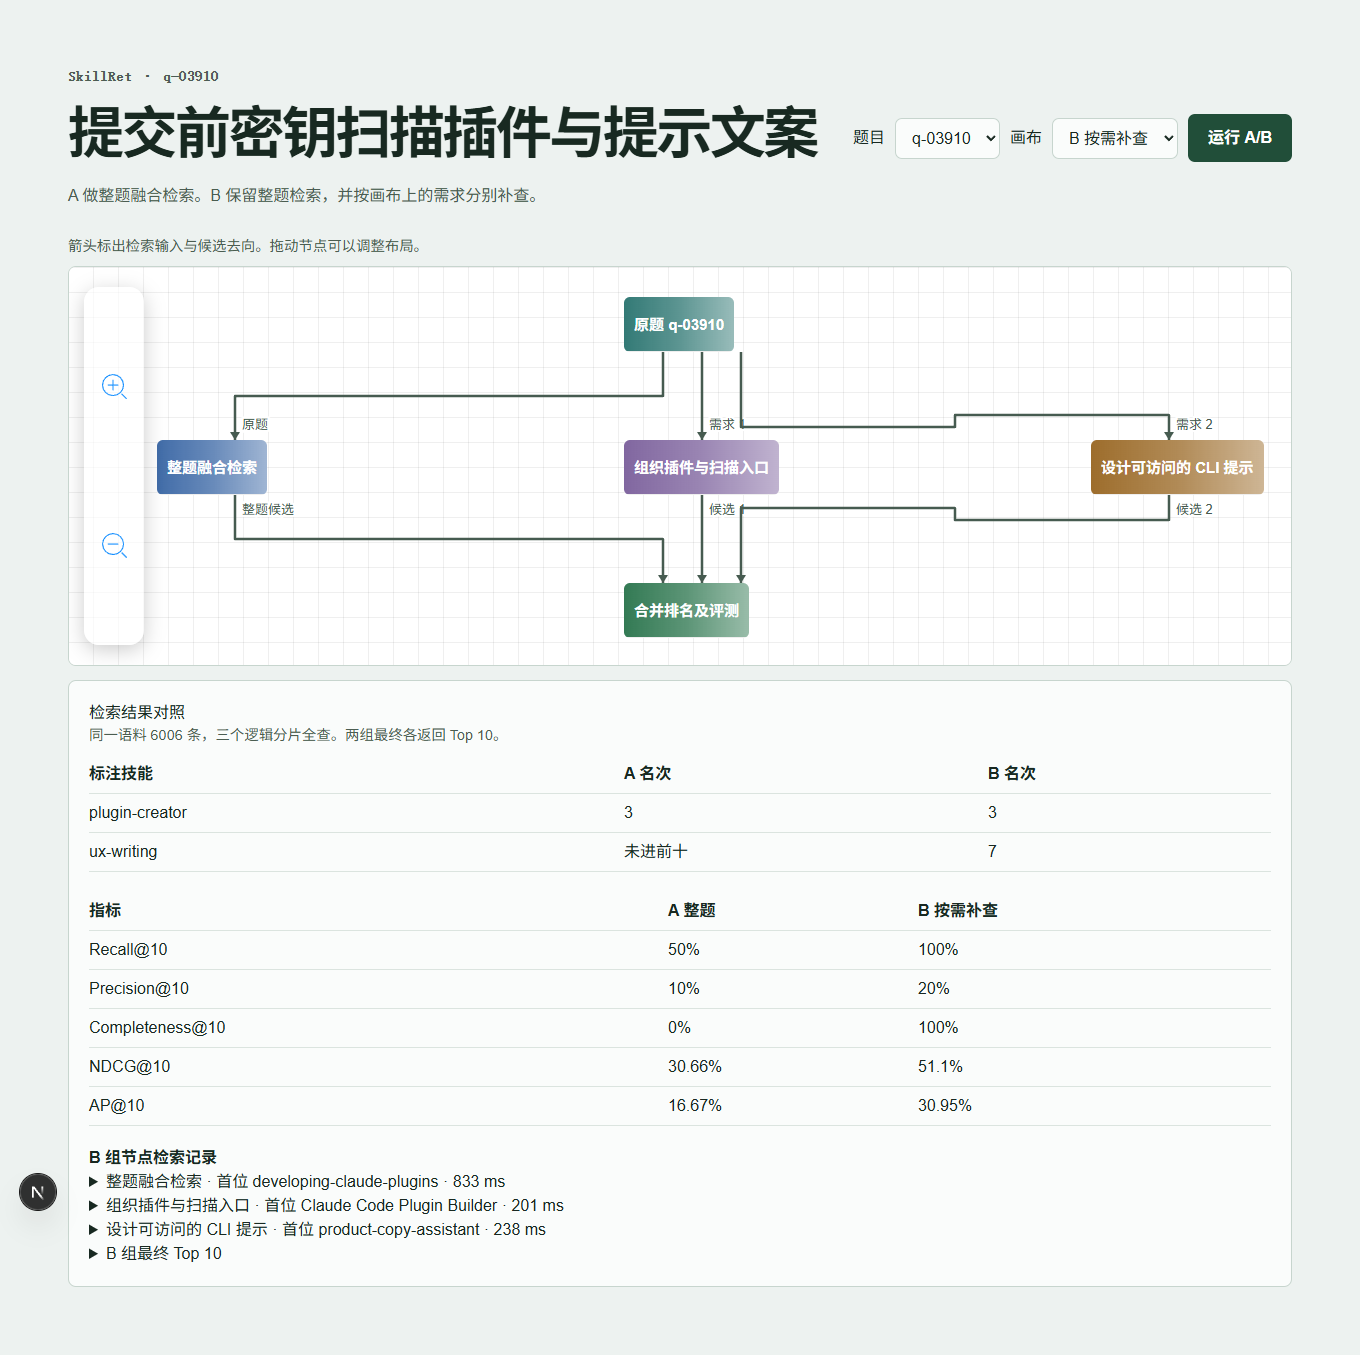 SkillRet · q-03910
提交前密钥扫描插件与提示文案
题目 q-03910 画布 B 按需补查 运行 A/B
A 做整题融合检索。B 保留整题检索，并按画布上的需求分别补查。
箭头标出检索输入与候选去向。拖动节点可以调整布局。
原题 q-03910
原题 需求 需求 2
整题融合检索 组织插件与扫描入口 设计可访问的 CLI 提示
整题候选 候选 候选 2
合并排名及评测
检索结果对照
同一语料 6006 条，三个逻辑分片全查。两组最终各返回 Top 10。
标注技能 A 名次 B 名次
plugin-creator 3 3
ux-writing 未进前十 7
指标 A 整题 B 按需补查
Recall@10 50% 100%
Precision@10 10% 20%
Completeness@10 0% 100%
NDCG@10 30.66% 51.1%
AP@10 16.67% 30.95%
B 组节点检索记录
整题融合检索 · 首位 developing-claude-plugins · 833 ms
组织插件与扫描入口 · 首位 Claude Code Plugin Builder · 201 ms
设计可访问的 CLI 提示 · 首位 product-copy-assistant · 238 ms
B 组最终 Top 10
N